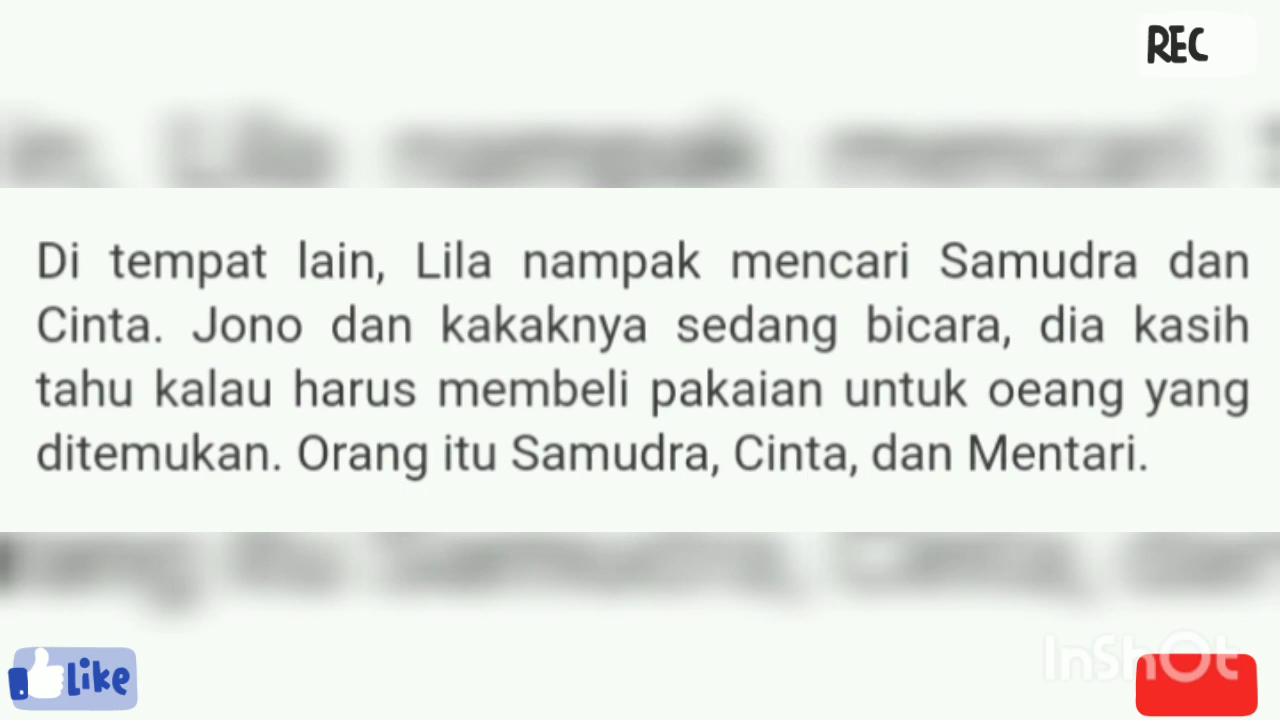 REC
Di tempat lain, Lila nampak mencari Samudra dan
Cinta. Jono dan kakaknya sedang bicara, dia kasih
tahu kalau harus membeli pakaian untuk oeang yang
ditemukan. Orang itu Samudra, Cinta, dan Mentari.
Like
InShOt